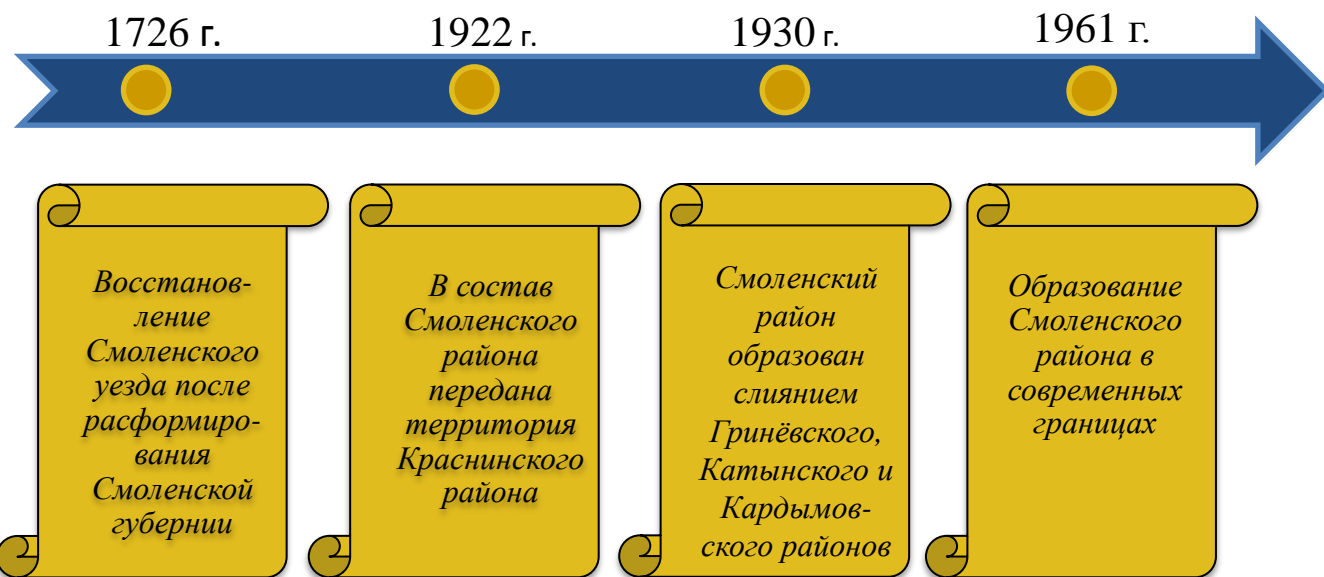 1726 г.
1922 г.
1930 г.
1961 г.
Восстанов-
ление
Смоленского
уезда после
расформиро-
вания
Смоленской
губернии
В состав
Смоленского
района
передана
территория
Краснинского
района
Смоленский
район
образован
слиянием
Гринёвского,
Катынского и
Кардымов-
ского районов
Образование
Смоленского
района в
современных
границах